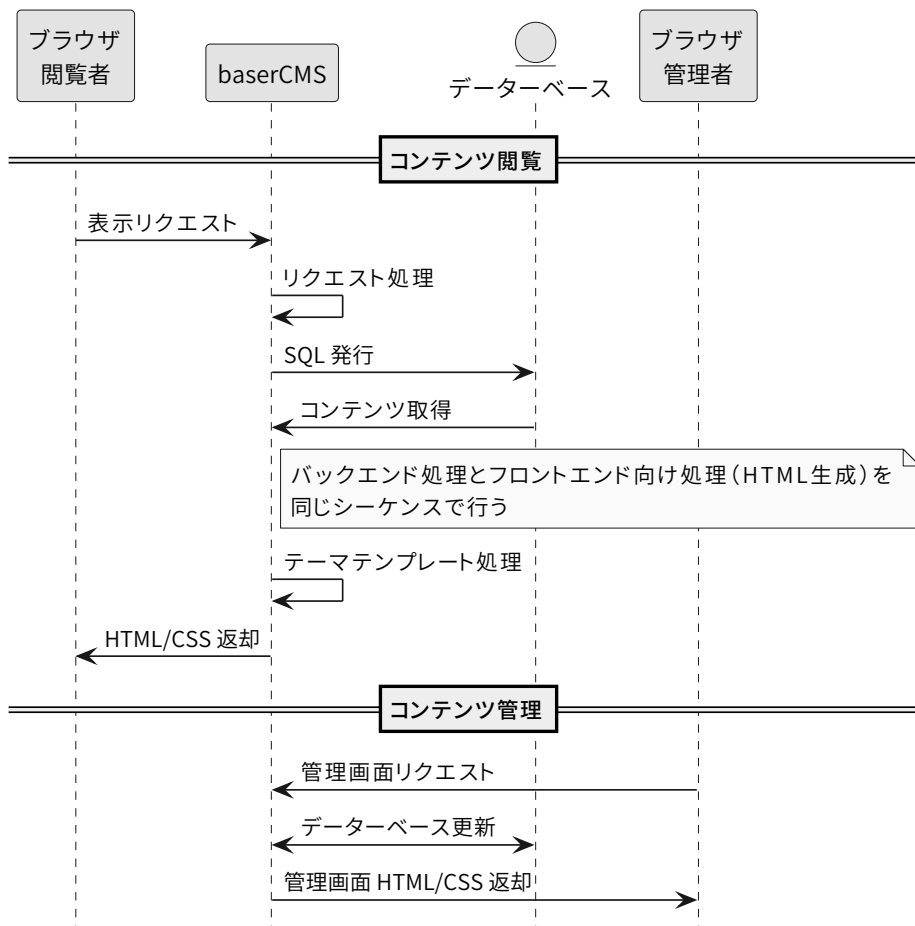 ブラウザ
閲覧者
baserCMS
データーベース
ブラウザ
管理者
コンテンツ閲覧
表示リクエスト
リクエスト処理
SQL 発行
コンテンツ取得
バックエンド処理とフロントエンド向け処理(HTML生成)を
同じシーケンスで行う
テーマテンプレート処理
HTML/CSS 返却
コンテンツ管理
管理画面リクエスト
データーベース更新
管理画面 HTML/CSS 返却